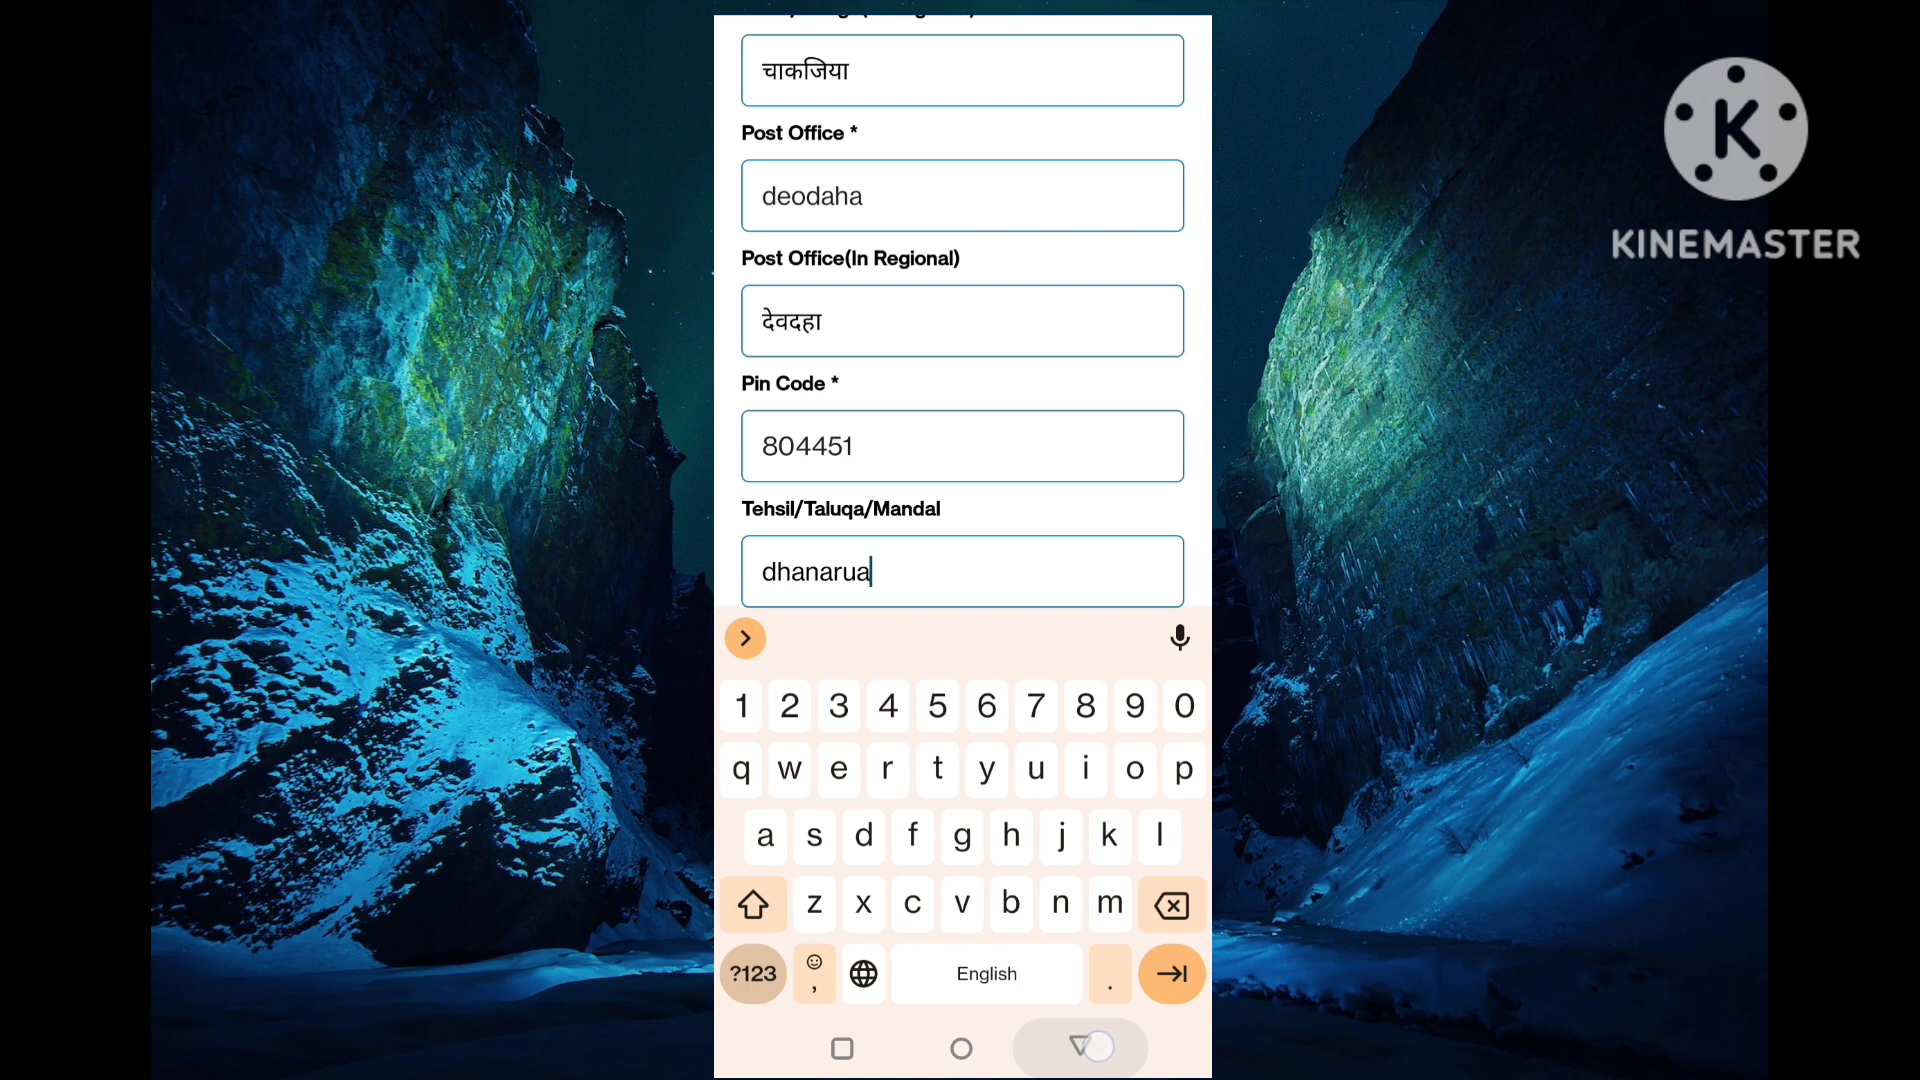 चाकजिया
Post Office *
deodaha
Post Office(In Regional)
देवदहा
Pin Code *
804451
Tehsil/Taluqa/Mandal
dhanarua
1 2 3 4 5 6 7 8 9 0
q w e r t y u i o p
a s d f g h j k l
z x c v b n m
?123 , English .
K
KINEMASTER